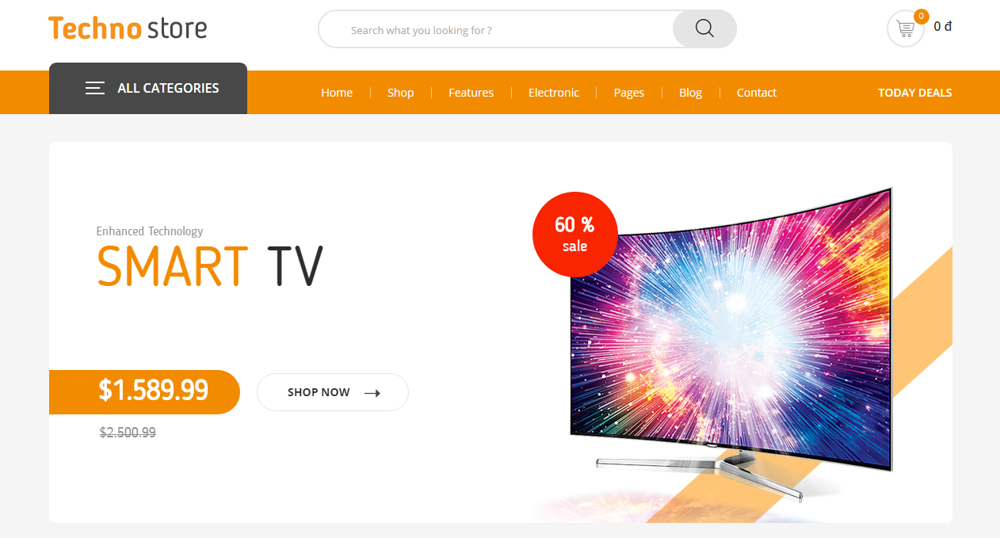 Techno store
Search what you looking for ?
0
0 đ
ALL CATEGORIES
Home
Shop
Features
Electronic
Pages
Blog
Contact
TODAY DEALS
60 %
sale
Enhanced Technology
SMART TV
$1.589.99
SHOP NOW
$2.500.99